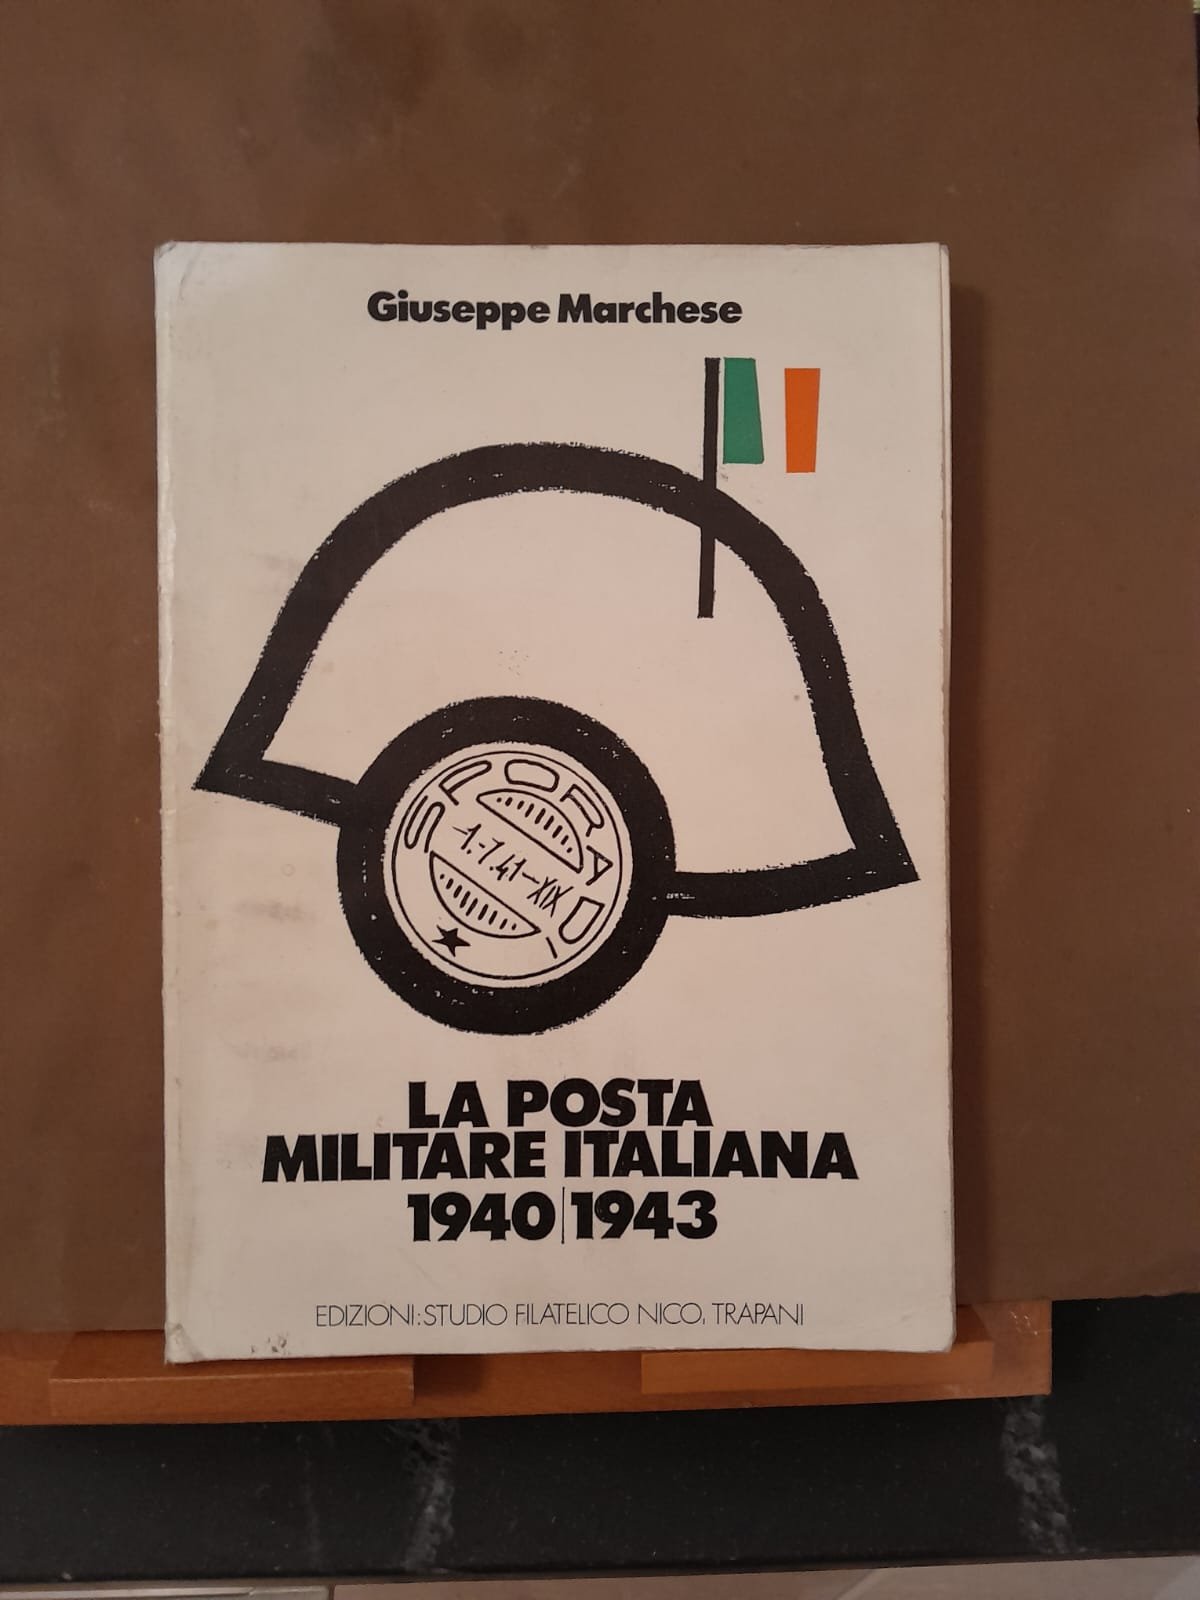 Giuseppe Marchese
SPORADI
-1.-7.41-XIX
LA POSTA
MILITARE ITALIANA
1940|1943
EDIZIONI: STUDIO FILATELICO NICO, TRAPANI